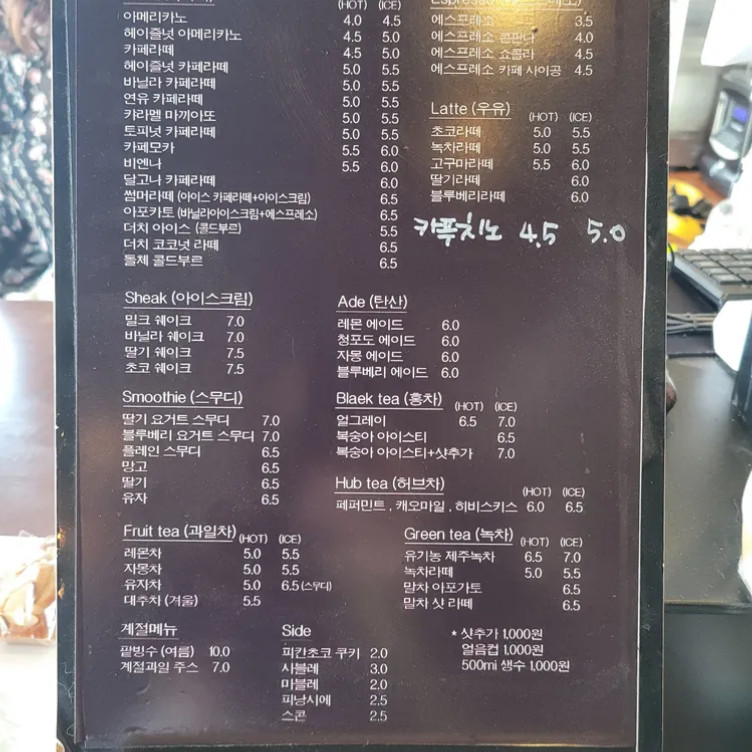 (HOT) (ICE)
아메리카노 4.0 4.5
헤이즐넛 아메리카노 4.5 5.0
카페라떼 4.5 5.0
헤이즐넛 카페라떼 5.0 5.5
바닐라 카페라떼 5.0 5.5
연유 카페라떼 5.0 5.5
캬라멜 마끼아또 5.0 5.5
토피넛 카페라떼 5.0 5.5
카페모카 5.5 6.0
비엔나 5.5 6.0
달고나 카페라떼 6.0
썸머라떼 (아이스 카페라떼+아이스크림) 6.5
아포카토 (바닐라아이스크림+에스프레소) 6.5
더치 아이스 (콜드부르) 5.5
더치 코코넛 라떼 6.5
돌체 콜드부르 6.5
에스프레소 3.5
에스프레소 콘판나 4.0
에스프레소 쇼콜라 4.5
에스프레소 카페 사이공 4.5
Latte (우유) (HOT) (ICE)
초코라떼 5.0 5.5
녹차라떼 5.0 5.5
고구마라떼 5.5 6.0
딸기라떼 6.0
블루베리라떼 6.0
카푹치노 4.5 5.0
Sheak (아이스크림)
밀크 쉐이크 7.0
바닐라 쉐이크 7.0
딸기 쉐이크 7.5
초코 쉐이크 7.5
Ade (탄산)
레몬 에이드 6.0
청포도 에이드 6.0
자몽 에이드 6.0
블루베리 에이드 6.0
Smoothie (스무디)
딸기 요거트 스무디 7.0
블루베리 요거트 스무디 7.0
플레인 스무디 6.5
망고 6.5
딸기 6.5
유자 6.5
Blaek tea (홍차) (HOT) (ICE)
얼그레이 6.5 7.0
복숭아 아이스티 6.5
복숭아 아이스티+샷추가 7.0
Hub tea (허브차) (HOT) (ICE)
페퍼민트 , 캐오마일 , 히비스키스 6.0 6.5
Fruit tea (과일차) (HOT) (ICE)
레몬차 5.0 5.5
자몽차 5.0 5.5
유자차 5.0 6.5 (스무디)
대추차 (겨울) 5.5
Green tea (녹차) (HOT) (ICE)
유기농 제주녹차 6.5 7.0
녹차라떼 5.0 5.5
말차 아포가토 6.5
말차 샷 라떼 6.5
계절메뉴
팥빙수 (여름) 10.0
계절과일 주스 7.0
Side
피칸초코 쿠키 2.0
사블레 3.0
마블레 2.0
피낭시에 2.5
스콘 2.5
* 샷추가 1,000원
얼음컵 1,000원
500ml 생수 1,000원